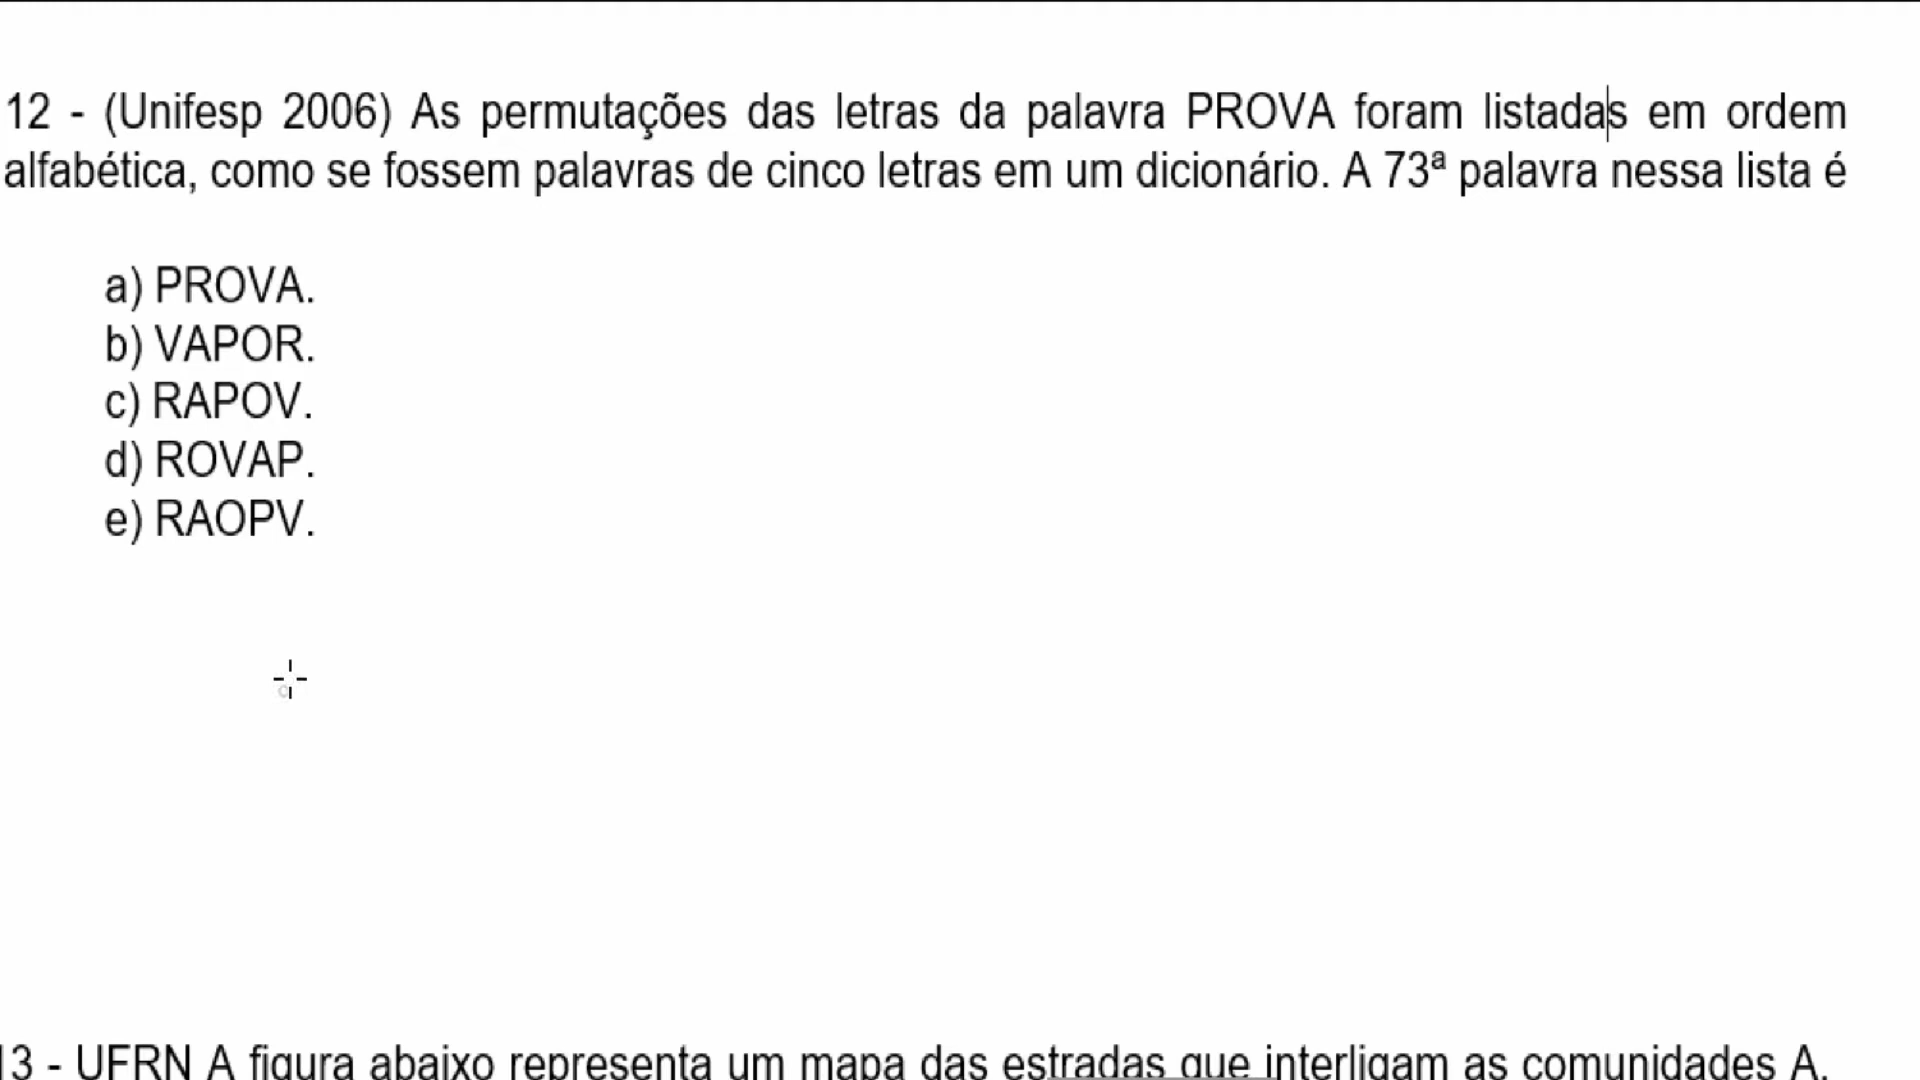 12 - (Unifesp 2006) As permutações das letras da palavra PROVA foram listadas em ordem
alfabética, como se fossem palavras de cinco letras em um dicionário. A 73ª palavra nessa lista é
a) PROVA.
b) VAPOR.
c) RAPOV.
d) ROVAP.
e) RAOPV.
13 - UFRN A figura abaixo representa um mapa das estradas que interligam as comunidades A,